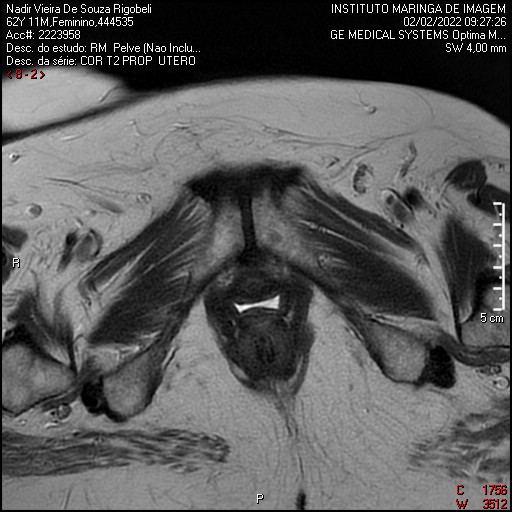 Nadir Vieira De Souza Rigobeli
62Y 11M,Feminino,444535
Acc#: 2223958
Desc. do estudo: RM Pelve (Nao Inclu...
Desc. da série: COR T2 PROP UTERO
<8-2>
INSTITUTO MARINGA DE IMAGEM
02/02/2022 09:27:26
GE MEDICAL SYSTEMS Optima M...
SW 4,00 mm
R
5 cm
P
C 1756
W 3512